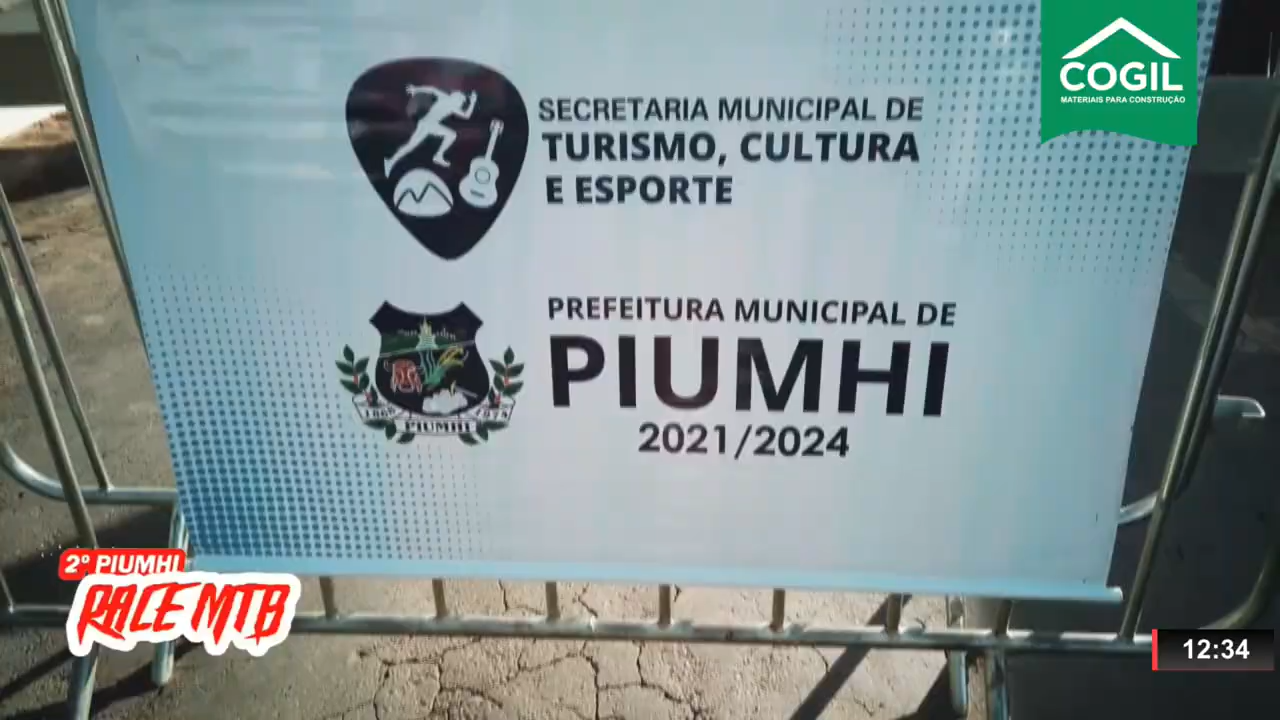 COGIL
MATERIAIS PARA CONSTRUÇÃO
SECRETARIA MUNICIPAL DE
TURISMO, CULTURA
E ESPORTE
PREFEITURA MUNICIPAL DE
PIUMHI
2021/2024
PIUMHI
2º PIUMHI
RACE MTB
12:34